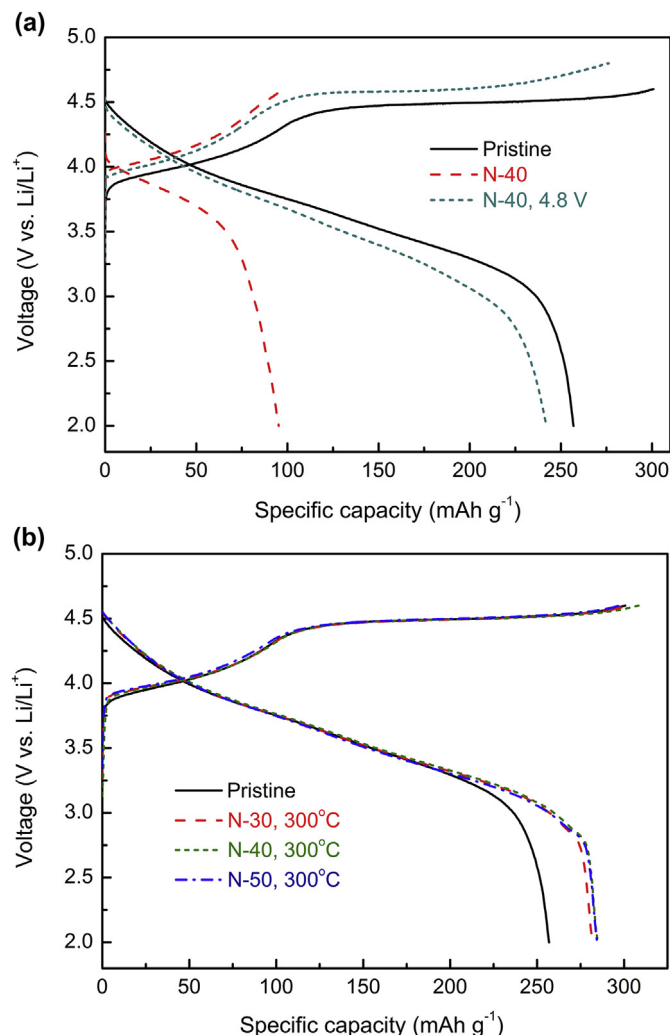 (a)
5.0
4.5
4.0
3.5
3.0
2.5
2.0
Voltage (V vs. Li/Li⁺)
Pristine
N-40
N-40, 4.8 V
0 50 100 150 200 250 300
Specific capacity (mAh g⁻¹)
(b)
5.0
4.5
4.0
3.5
3.0
2.5
2.0
Voltage (V vs. Li/Li⁺)
Pristine
N-30, 300°C
N-40, 300°C
N-50, 300°C
0 50 100 150 200 250 300
Specific capacity (mAh g⁻¹)